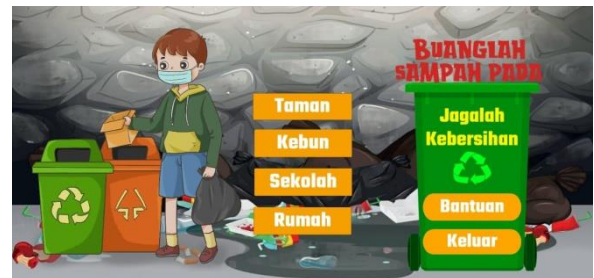 BUANGLAH
SAMPAH PADA
Taman
Kebun
Sekolah
Rumah
Jagalah
Kebersihan
Bantuan
Keluar